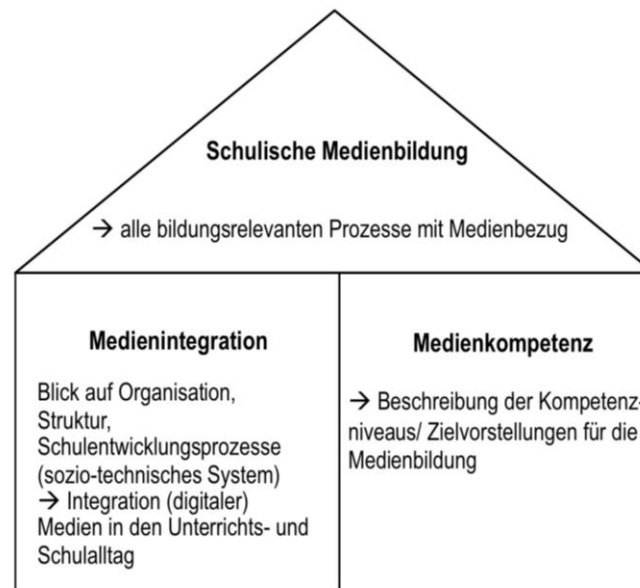 Schulische Medienbildung
→ alle bildungsrelevanten Prozesse mit Medienbezug
Medienintegration
Blick auf Organisation,
Struktur,
Schulentwicklungsprozesse
(sozio-technisches System)
→ Integration (digitaler)
Medien in den Unterrichts- und
Schulalltag
Medienkompetenz
→ Beschreibung der Kompetenz-
niveaus/ Zielvorstellungen für die
Medienbildung